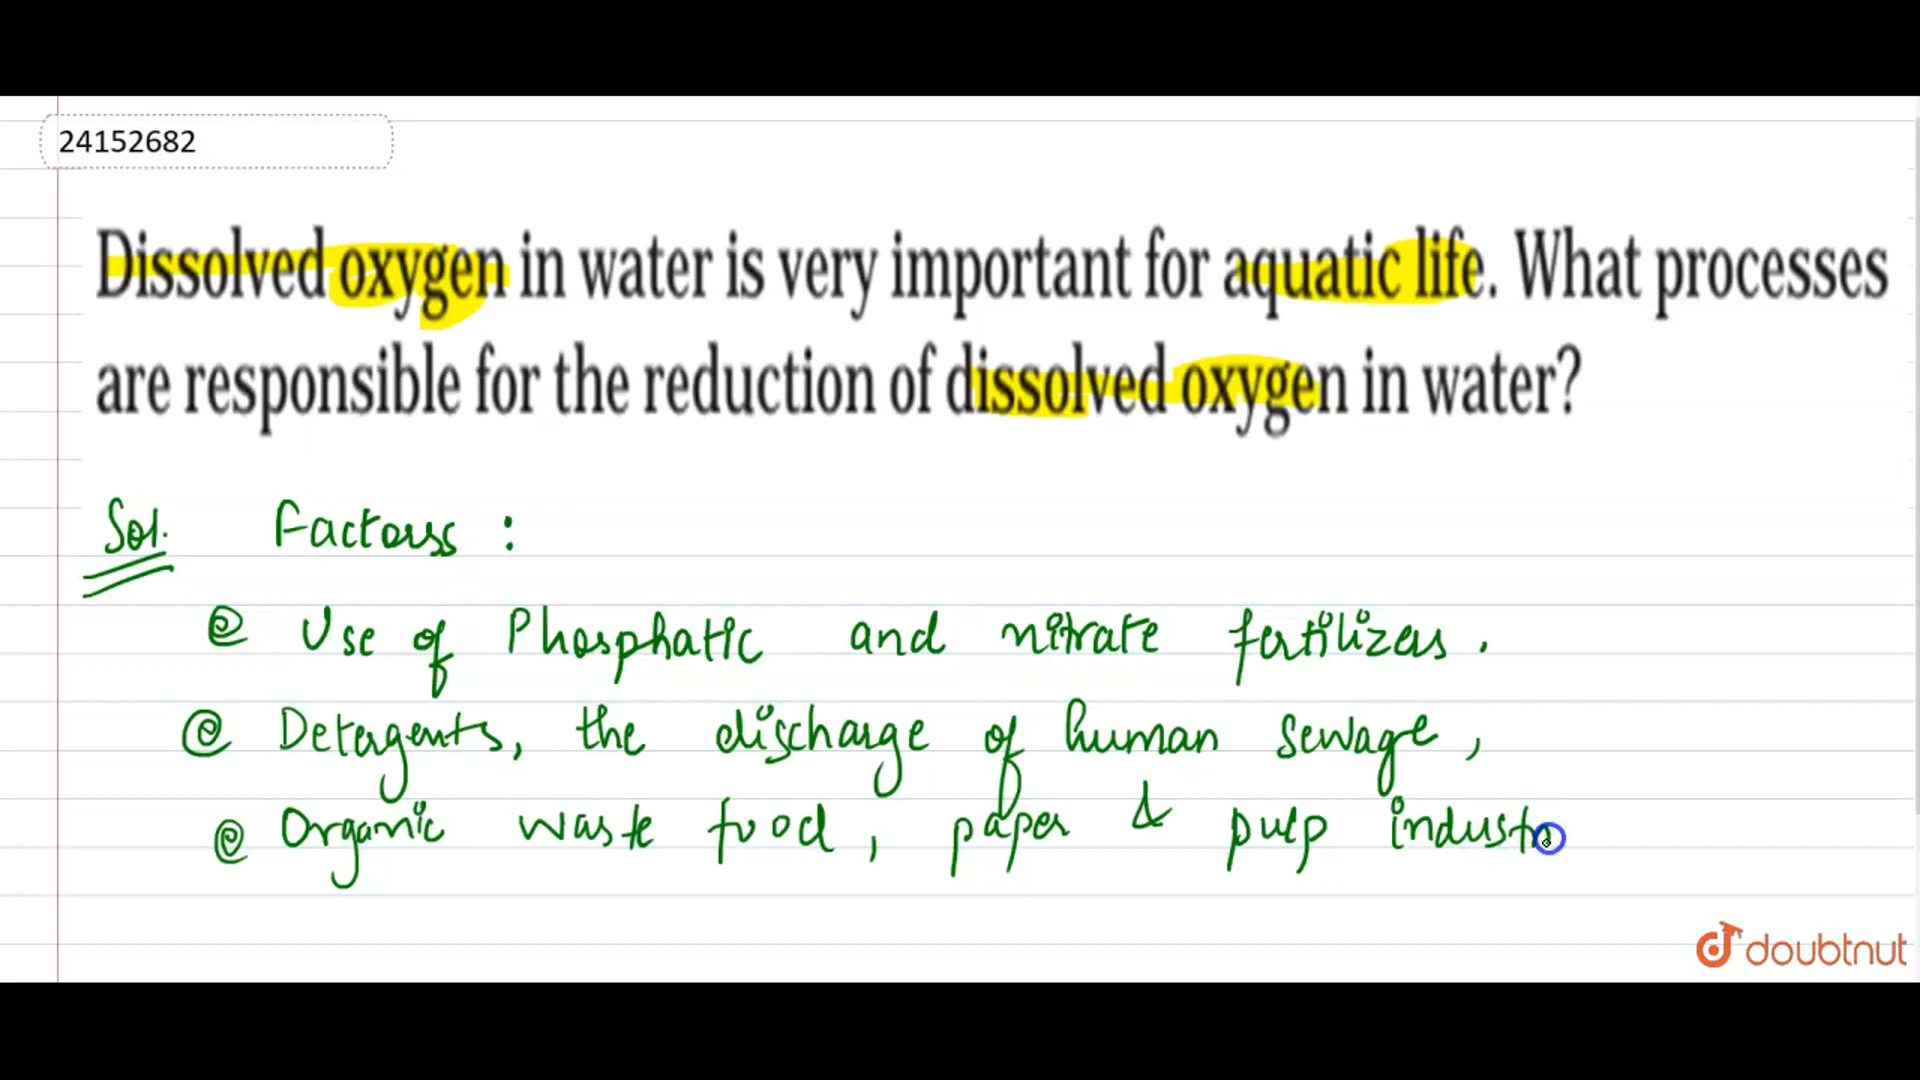 24152682
Dissolved oxygen in water is very important for aquatic life. What processes
are responsible for the reduction of dissolved oxygen in water?
Sol. Factors :
@ Use of Phosphatic and nitrate fertilizers.
@ Detergents, the discharge of human sewage,
@ Organic waste food, paper & pulp industr
doubtnut